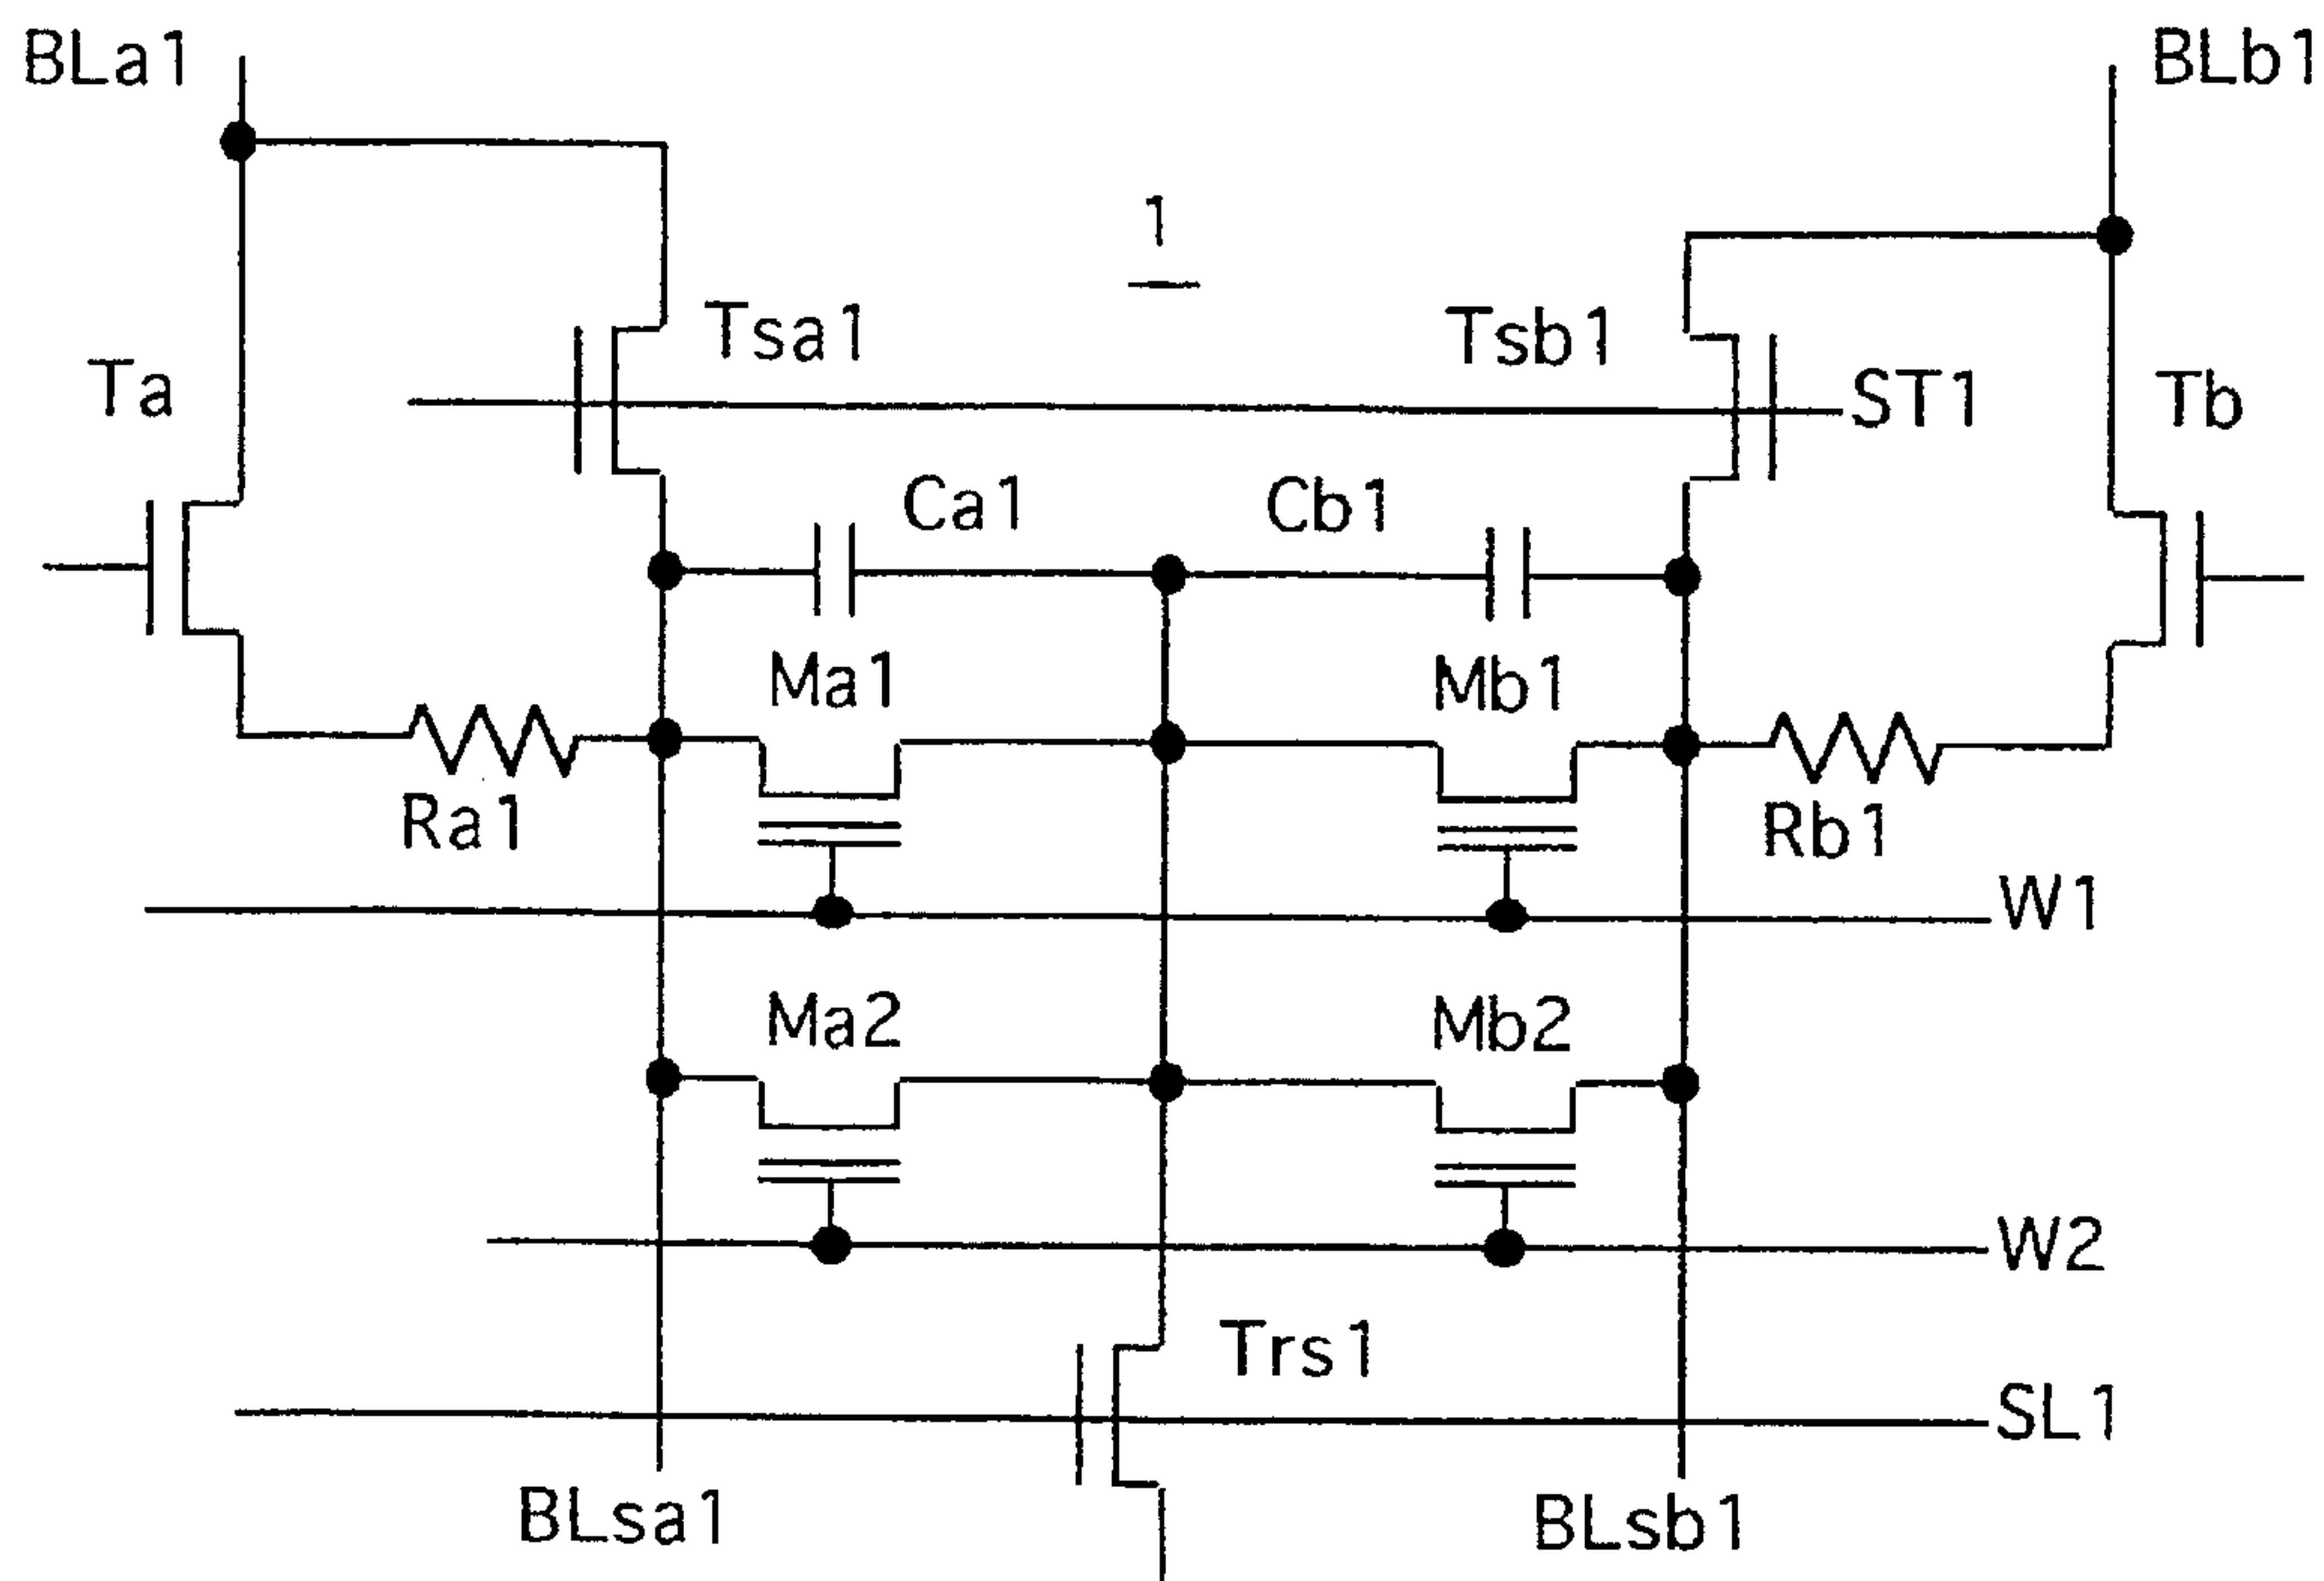 BLa1
BLb1
1
Tsa1
Tsb1
Ta
ST1
Tb
Ca1
Cb1
Ma1
Mb1
Ra1
Rb1
W1
Ma2
Mb2
W2
Trs1
SL1
BLsa1
BLsb1